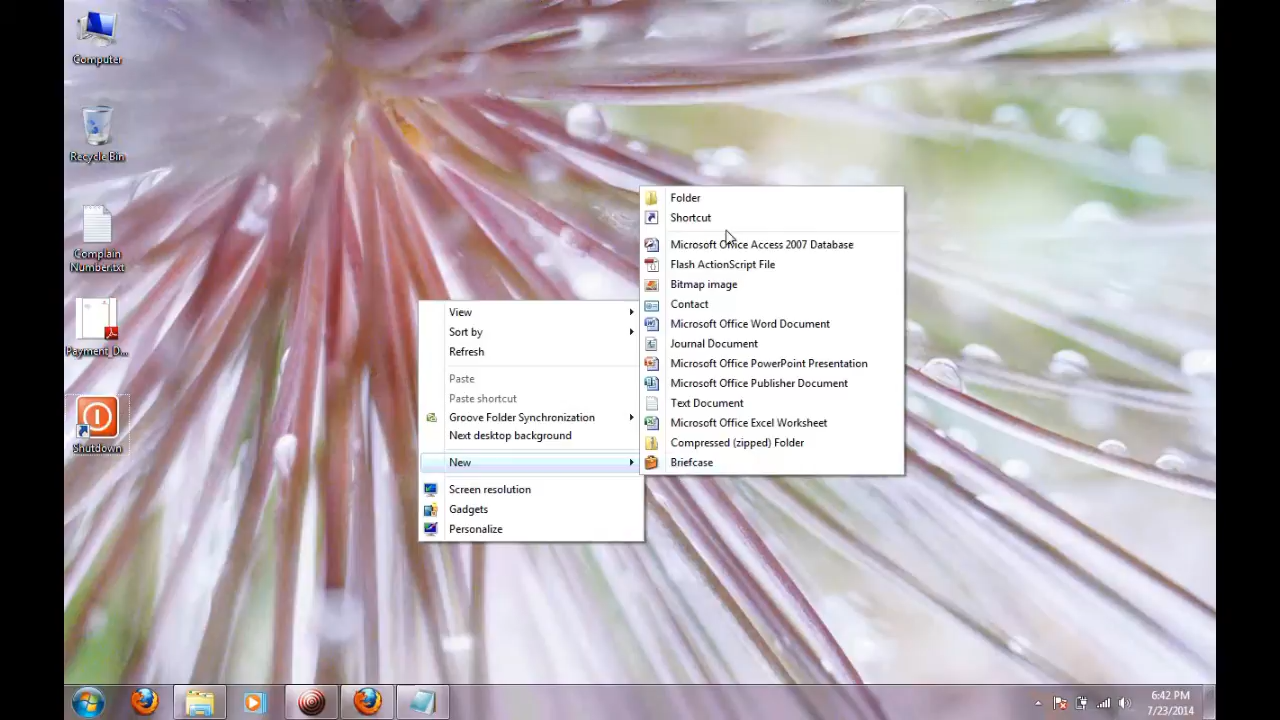 Computer
Recycle Bin
Complain
Number.txt
Payment_D...
Shutdown
View
Sort by
Refresh
Paste
Paste shortcut
Groove Folder Synchronization
Next desktop background
New
Screen resolution
Gadgets
Personalize
Folder
Shortcut
Microsoft Office Access 2007 Database
Flash ActionScript File
Bitmap image
Contact
Microsoft Office Word Document
Journal Document
Microsoft Office PowerPoint Presentation
Microsoft Office Publisher Document
Text Document
Microsoft Office Excel Worksheet
Compressed (zipped) Folder
Briefcase
6:42 PM
7/23/2014